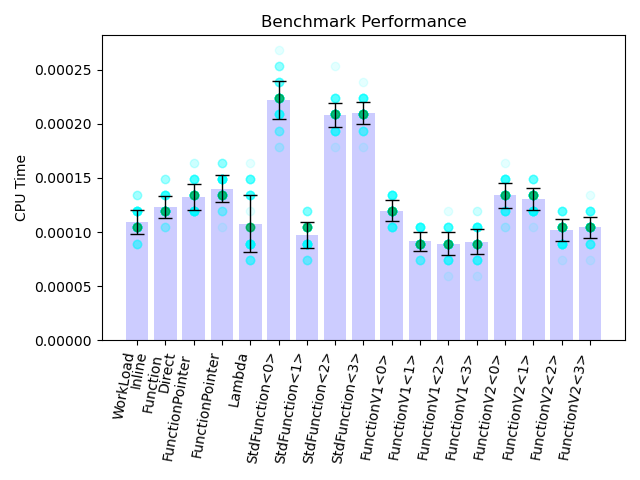 Benchmark Performance
CPU Time
0.00025
0.00020
0.00015
0.00010
0.00005
0.00000
WorkLoad
Inline
Function
Direct
FunctionPointer
FunctionPointer
Lambda
StdFunction<0>
StdFunction<1>
StdFunction<2>
StdFunction<3>
FunctionV1<0>
FunctionV1<1>
FunctionV1<2>
FunctionV1<3>
FunctionV2<0>
FunctionV2<1>
FunctionV2<2>
FunctionV2<3>